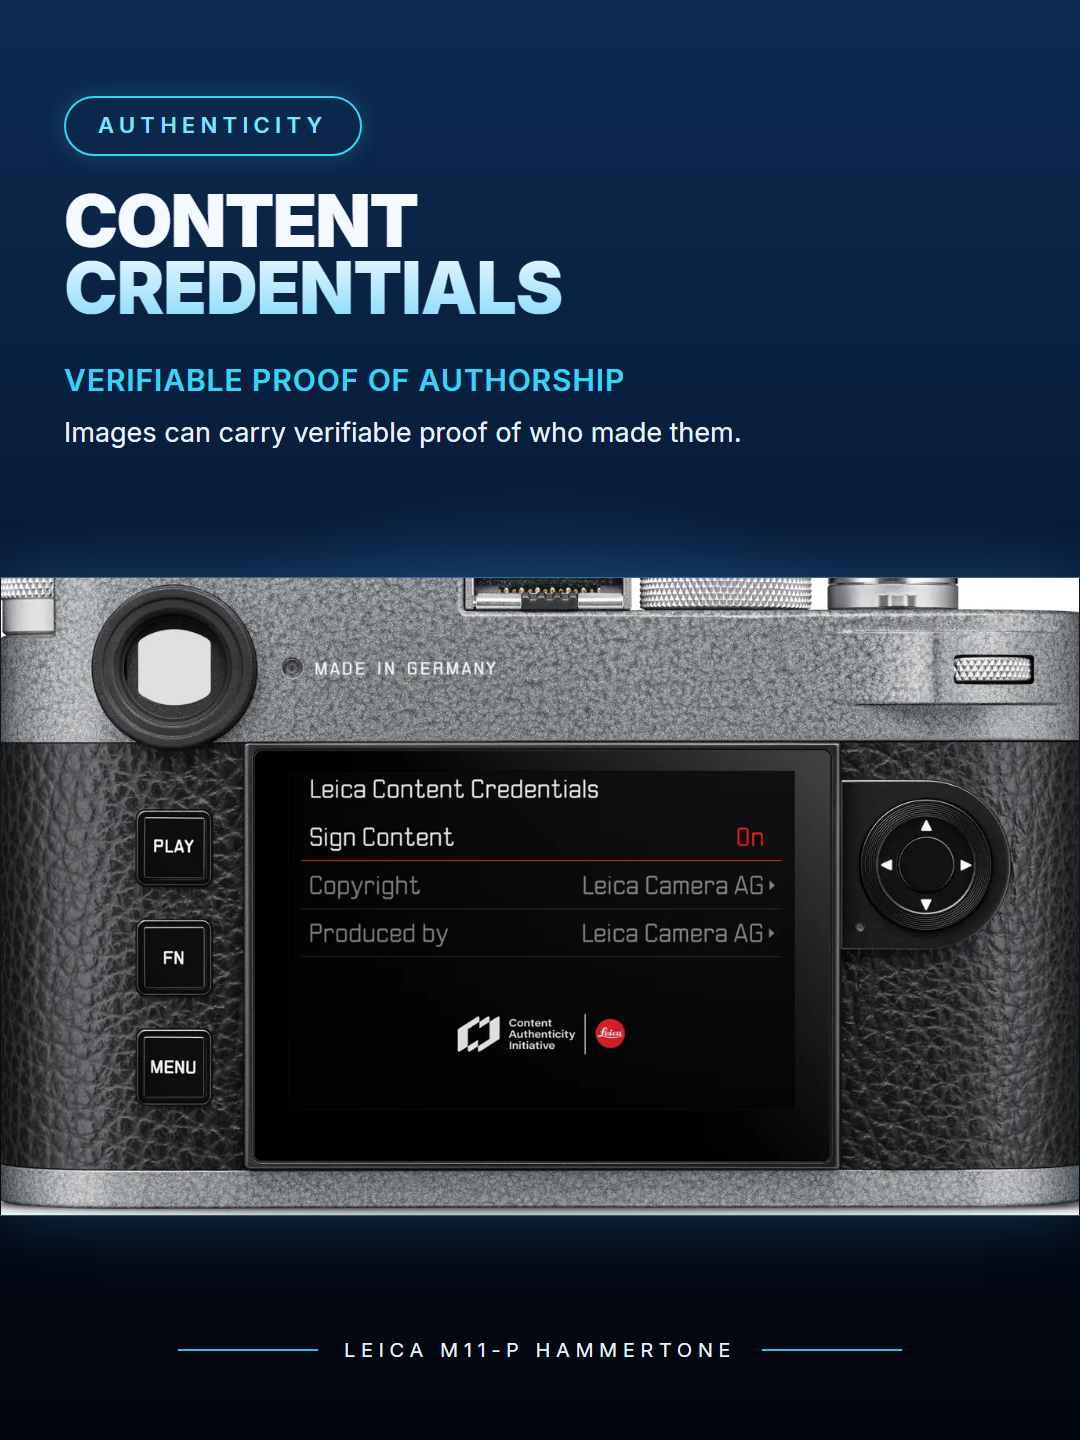 AUTHENTICITY
CONTENT
CREDENTIALS
VERIFIABLE PROOF OF AUTHORSHIP
Images can carry verifiable proof of who made them.
MADE IN GERMANY
Leica Content Credentials
Sign Content On
Copyright Leica Camera AG
Produced by Leica Camera AG
PLAY
FN
MENU
Content
Authenticity
Initiative
Leica
LEICA M11-P HAMMERTONE